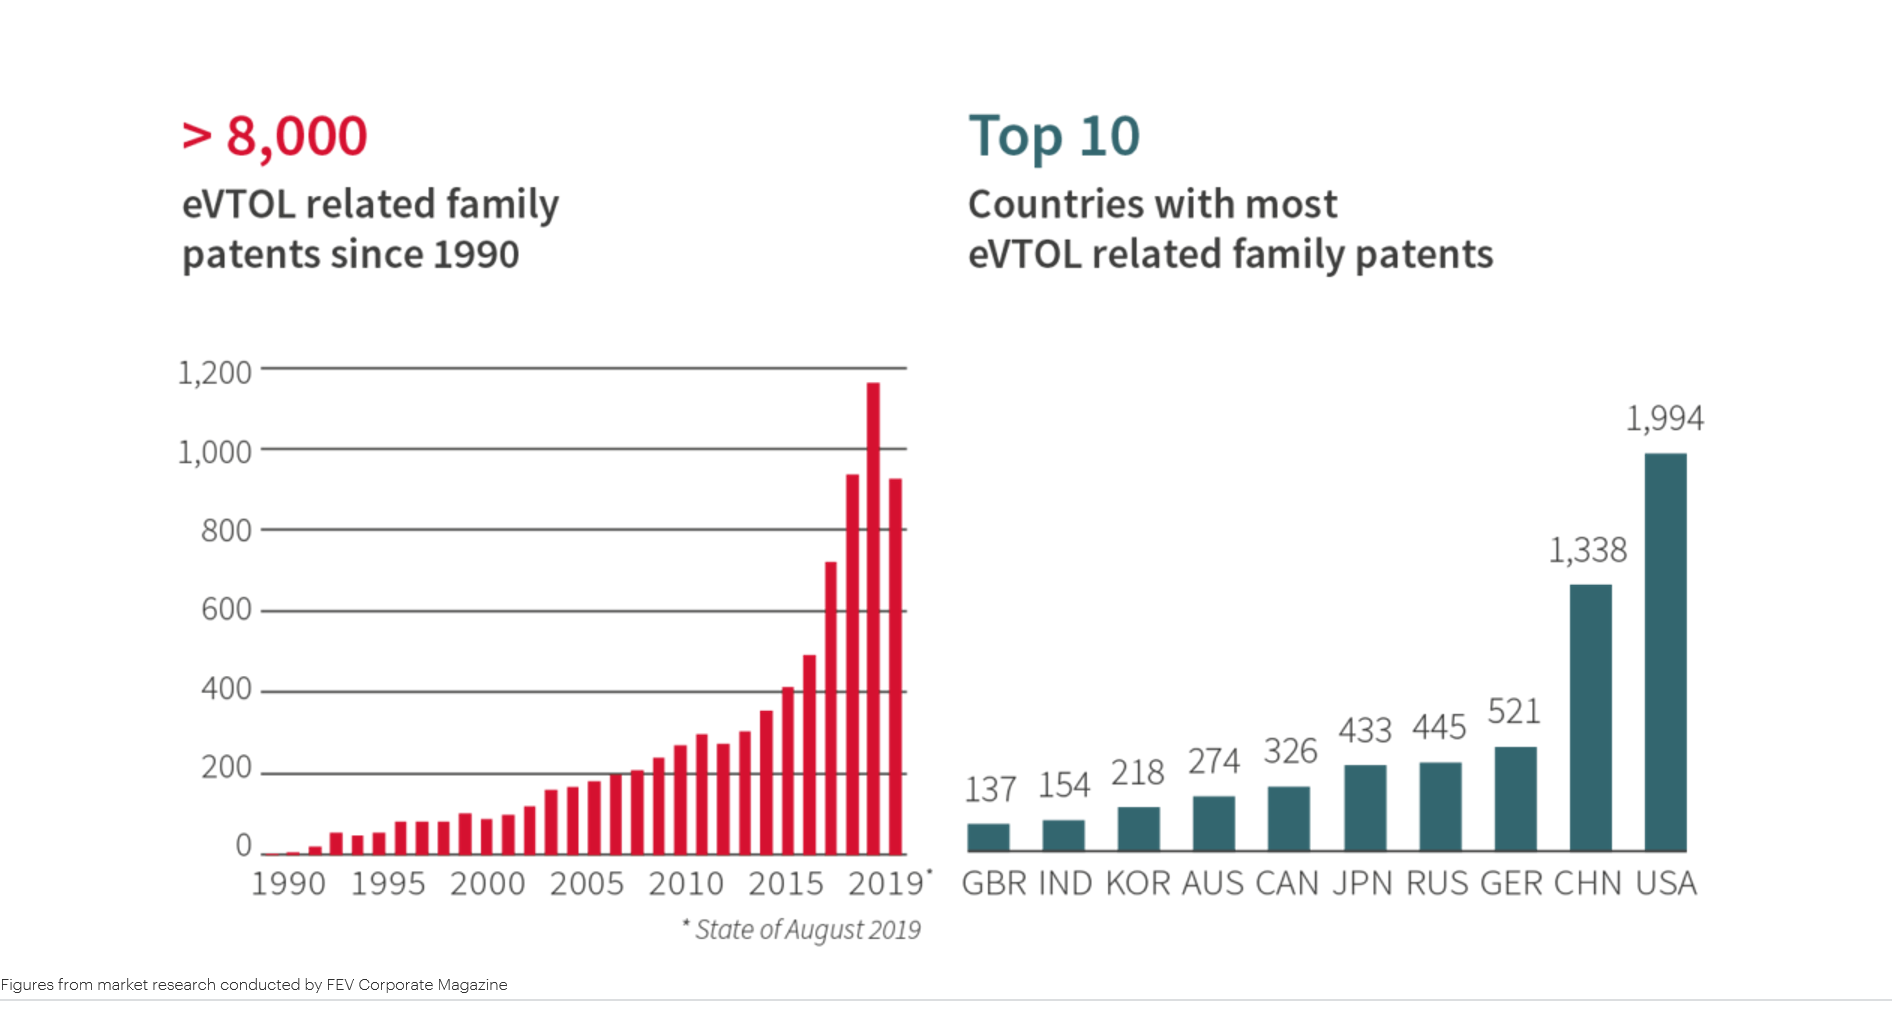 > 8,000
eVTOL related family
patents since 1990
1,200
1,000
800
600
400
200
0
1990 1995 2000 2005 2010 2015 2019*
* State of August 2019
Top 10
Countries with most
eVTOL related family patents
137 154 218 274 326 433 445 521 1,338 1,994
GBR IND KOR AUS CAN JPN RUS GER CHN USA
Figures from market research conducted by FEV Corporate Magazine